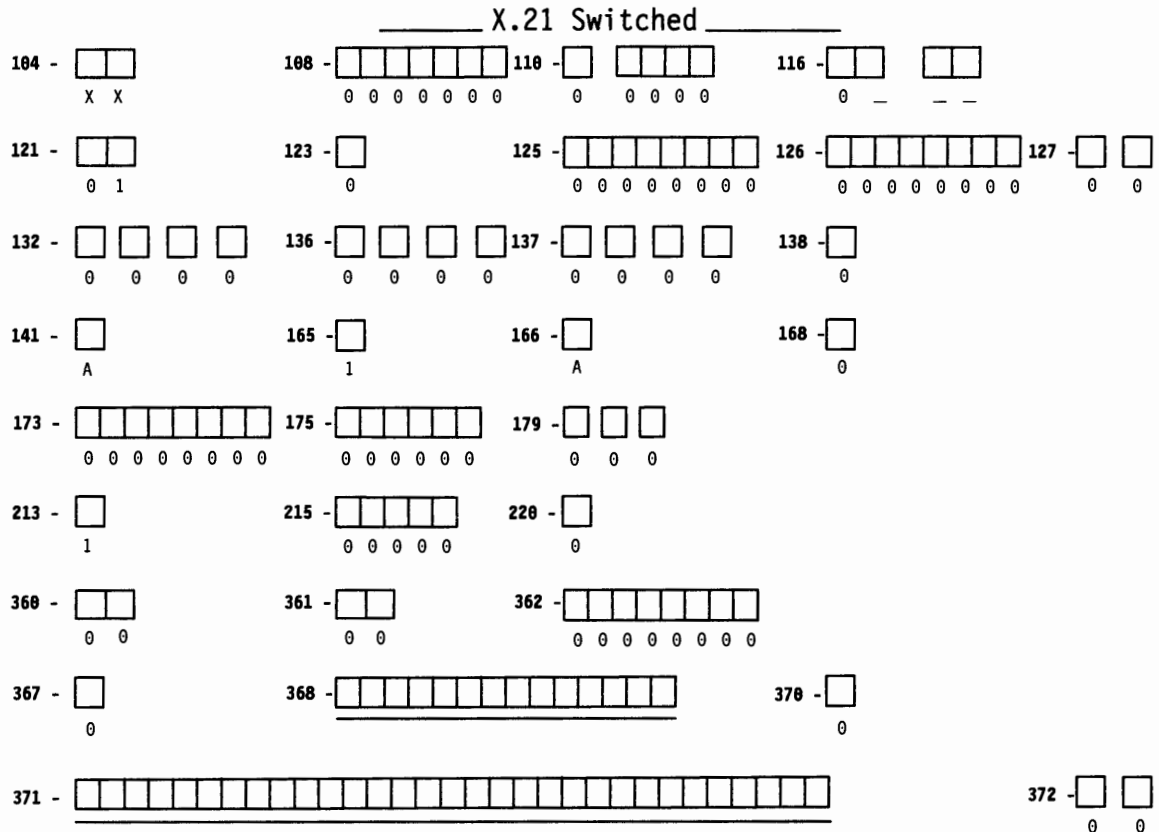 X.21 Switched
104 - 108 - 110 - 116 -
X X 0 0 0 0 0 0 0 0 0 0 0 0 0 _ _ _
121 - 123 - 125 - 126 - 127 -
0 1 0 0 0 0 0 0 0 0 0 0 0 0 0 0 0 0 0 0 0
132 - 136 - 137 - 138 -
0 0 0 0 0 0 0 0 0 0 0 0 0
141 - 165 - 166 - 168 -
A 1 A 0
173 - 175 - 179 -
0 0 0 0 0 0 0 0 0 0 0 0 0 0 0 0 0
213 - 215 - 220 -
1 0 0 0 0 0 0
360 - 361 - 362 -
0 0 0 0 0 0 0 0 0 0 0 0
367 - 368 - 370 -
0 0
371 - 372 -
0 0